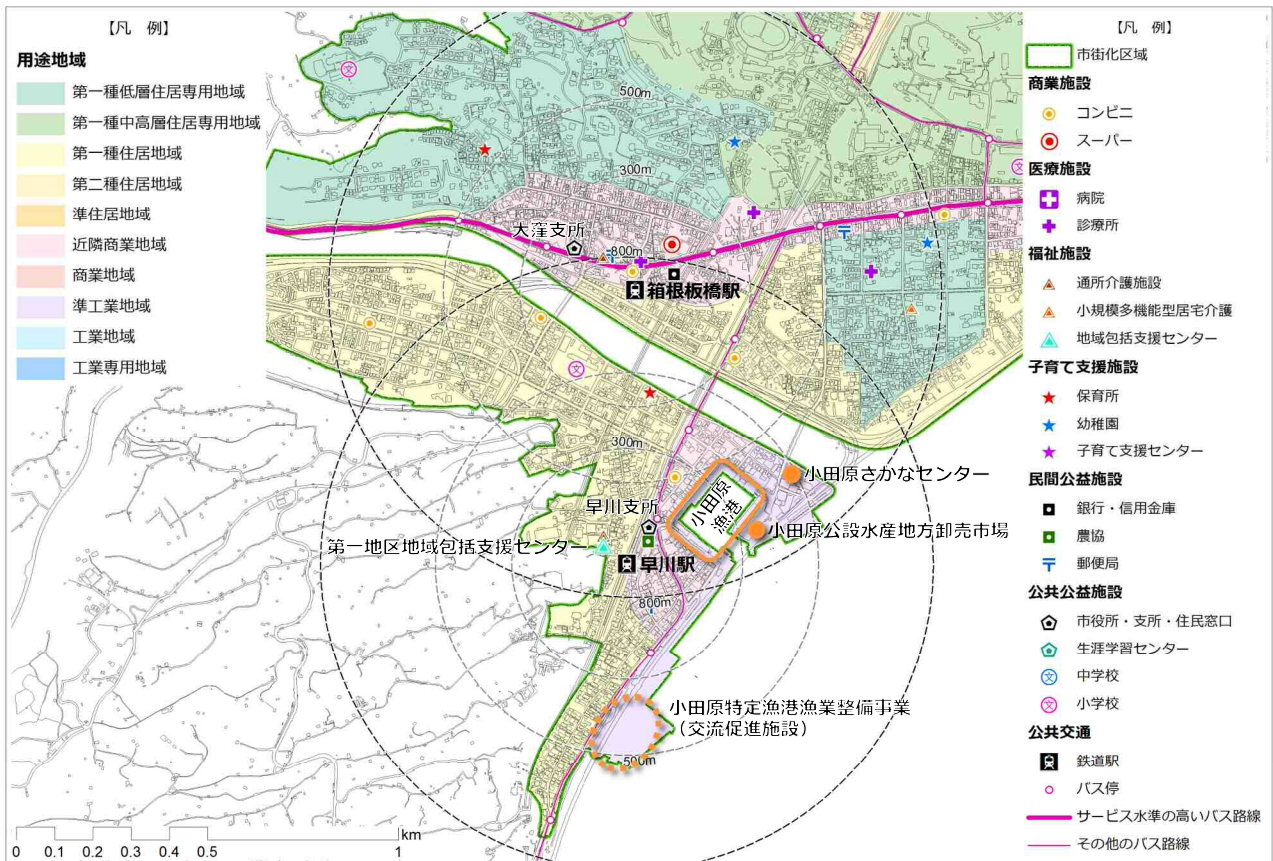 【凡　例】
用途地域
第一種低層住居専用地域
第一種中高層住居専用地域
第一種住居地域
第二種住居地域
準住居地域
近隣商業地域
商業地域
準工業地域
工業地域
工業専用地域
500m
300m
大窪支所
800m
箱根板橋駅
300m
小田原さかなセンター
小田原
漁港
早川支所
小田原公設水産地方卸売市場
第一地区地域包括支援センター
早川駅
800m
小田原特定漁港漁業整備事業
（交流促進施設）
500m
km
0 0.1 0.2 0.3 0.4 0.5 1
【凡　例】
市街化区域
商業施設
コンビニ
スーパー
医療施設
病院
診療所
福祉施設
通所介護施設
小規模多機能型居宅介護
地域包括支援センター
子育て支援施設
保育所
幼稚園
子育て支援センター
民間公益施設
銀行・信用金庫
農協
郵便局
公共公益施設
市役所・支所・住民窓口
生涯学習センター
中学校
小学校
公共交通
鉄道駅
バス停
サービス水準の高いバス路線
その他のバス路線